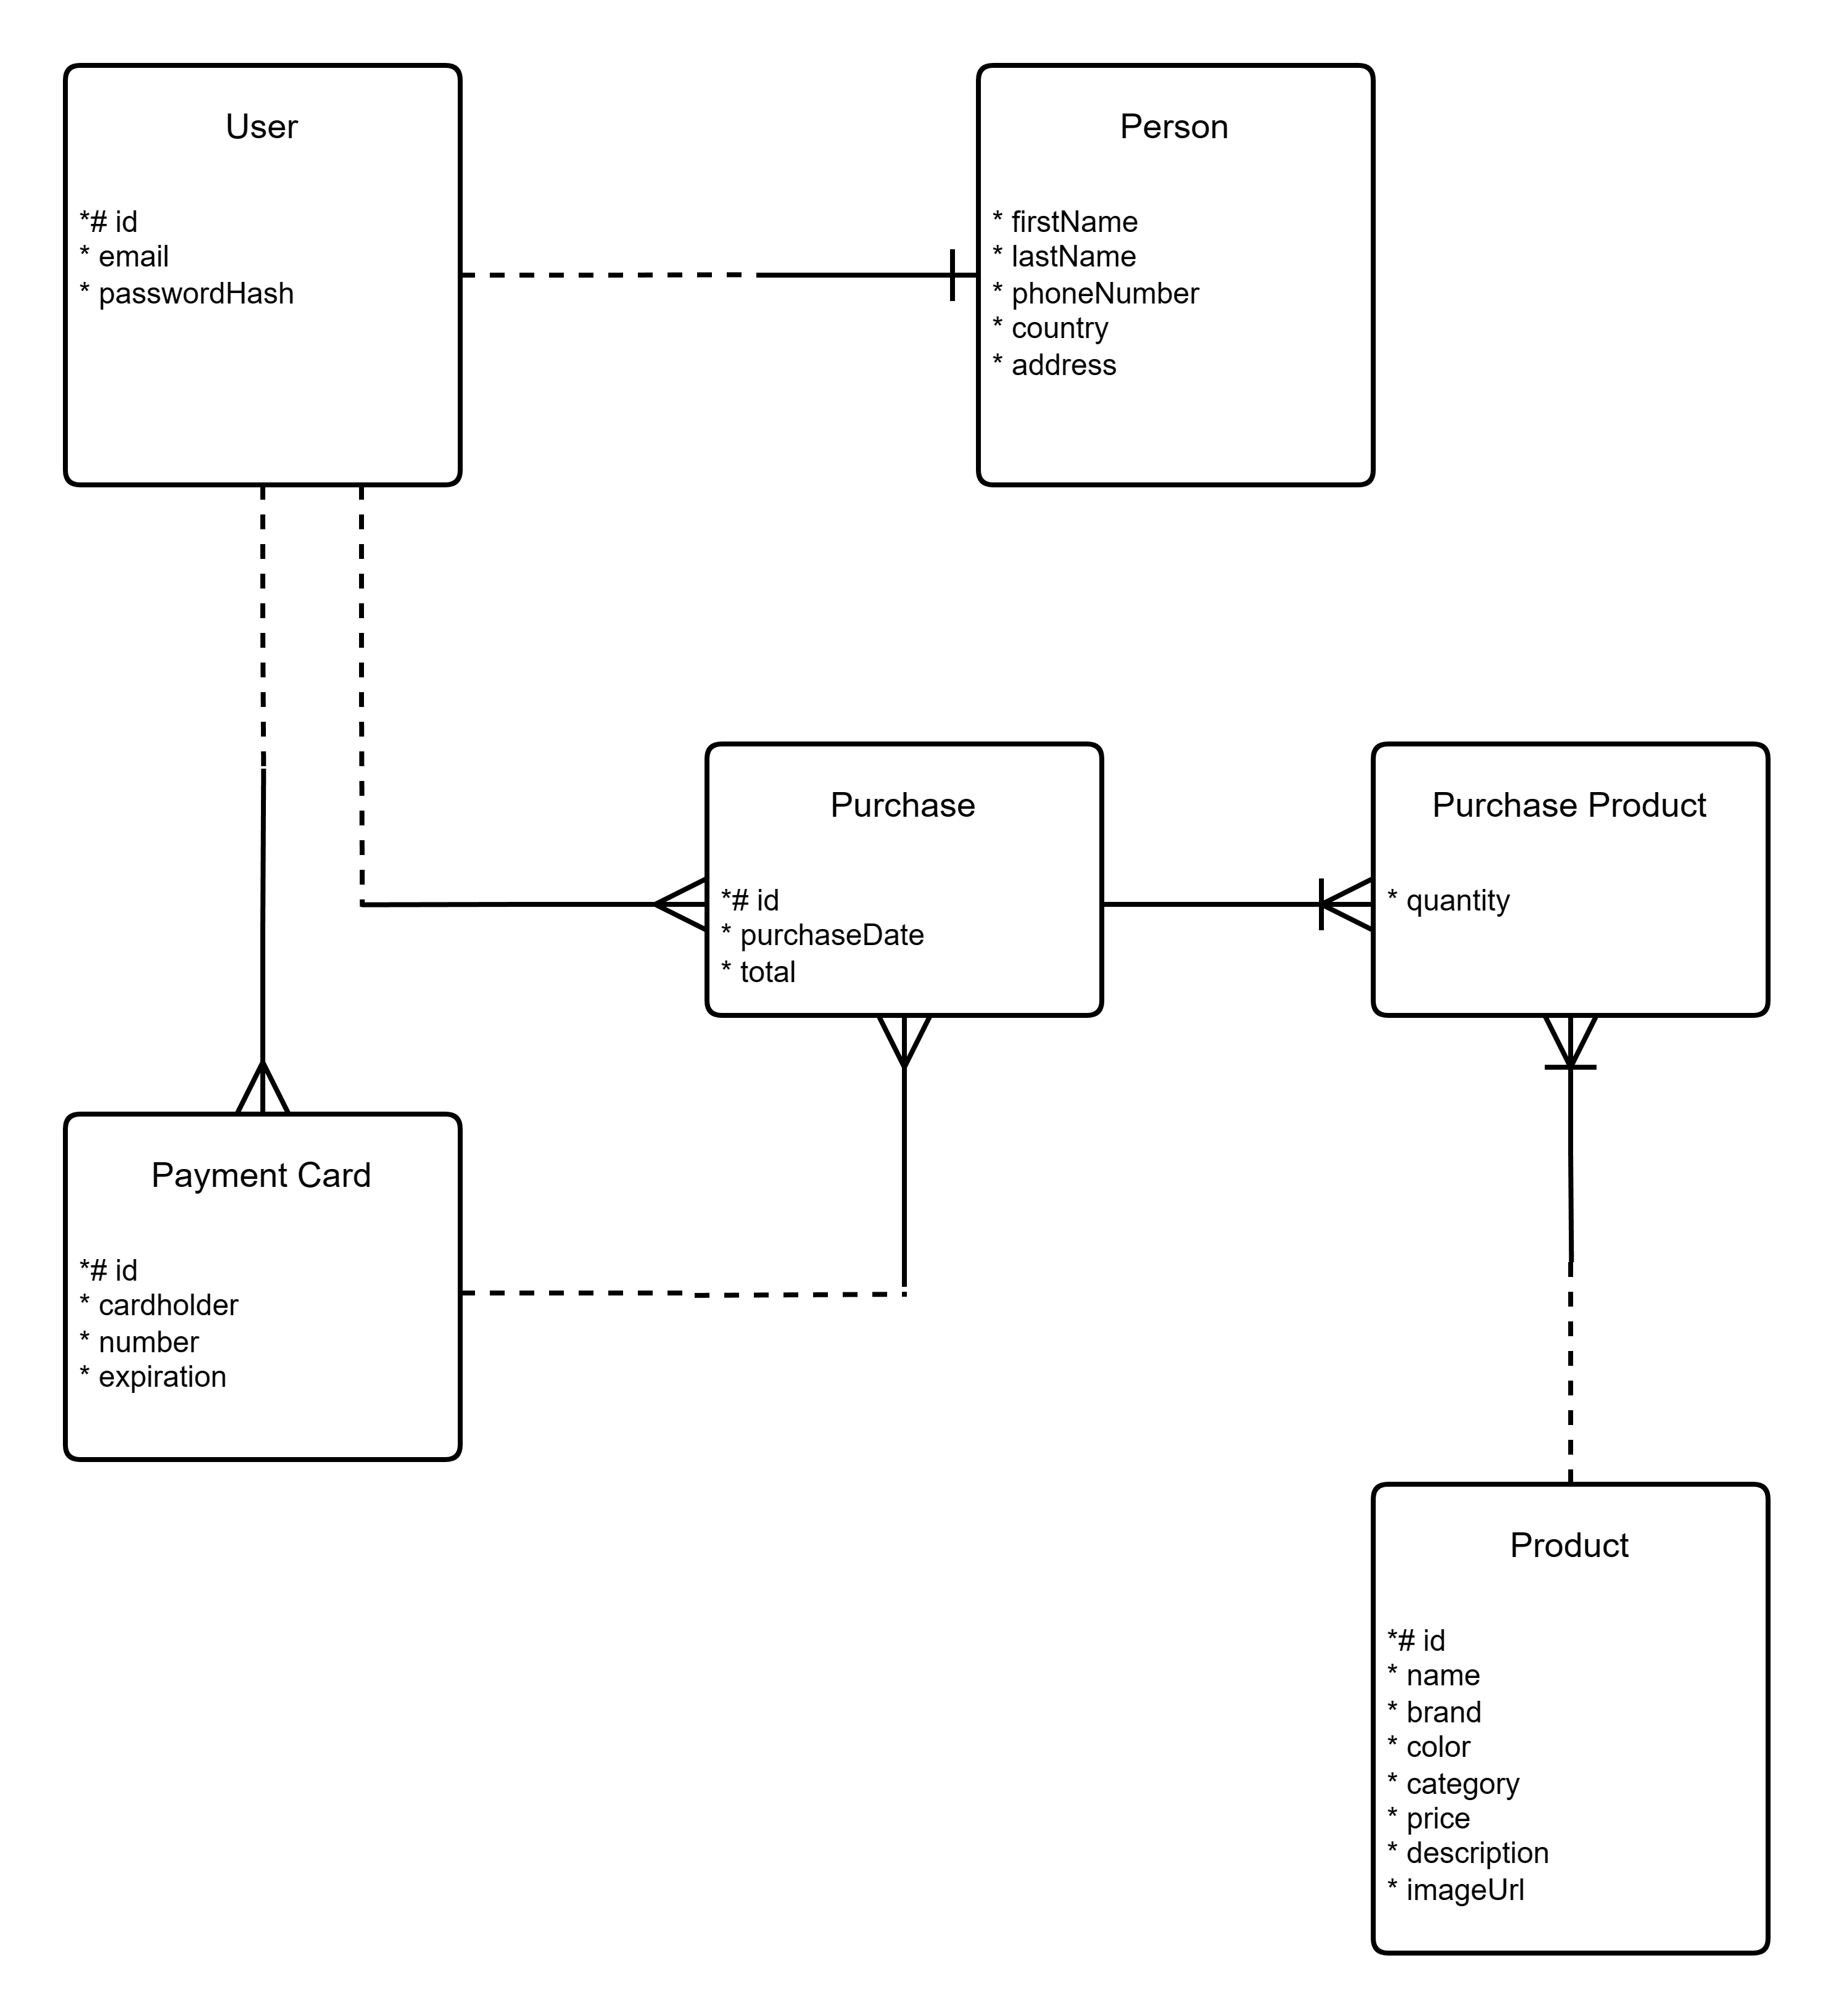 User
*# id
* email
* passwordHash
Person
* firstName
* lastName
* phoneNumber
* country
* address
Purchase
*# id
* purchaseDate
* total
Purchase Product
* quantity
Payment Card
*# id
* cardholder
* number
* expiration
Product
*# id
* name
* brand
* color
* category
* price
* description
* imageUrl